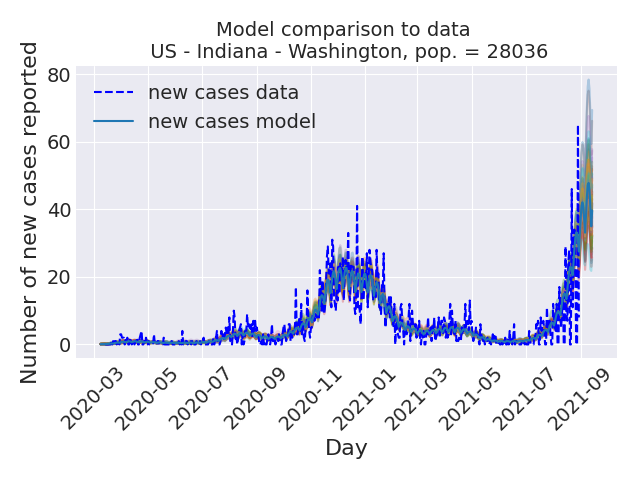 Model comparison to data
US - Indiana - Washington, pop. = 28036
Number of new cases reported
80
60
40
20
0
new cases data
new cases model
2020-03
2020-05
2020-07
2020-09
2020-11
2021-01
2021-03
2021-05
2021-07
2021-09
Day